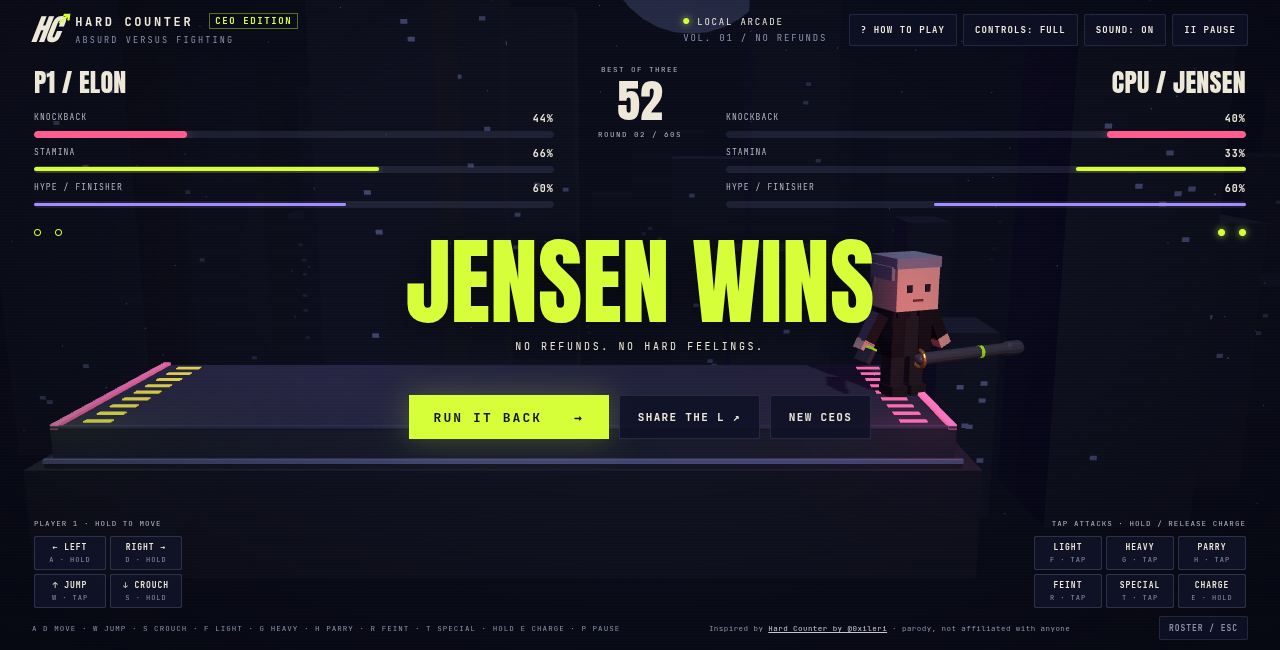 HC HARD COUNTER CEO EDITION
ABSURD VERSUS FIGHTING
LOCAL ARCADE
VOL. 01 / NO REFUNDS
? HOW TO PLAY
CONTROLS: FULL
SOUND: ON
II PAUSE
P1 / ELON
KNOCKBACK 44%
STAMINA 66%
HYPE / FINISHER 60%
BEST OF THREE
52
ROUND 02 / 60S
CPU / JENSEN
KNOCKBACK 40%
STAMINA 33%
HYPE / FINISHER 60%
JENSEN WINS
NO REFUNDS. NO HARD FEELINGS.
RUN IT BACK →
SHARE THE L ↗
NEW CEOS
PLAYER 1 · HOLD TO MOVE
← LEFT
A · HOLD
RIGHT →
D · HOLD
↑ JUMP
W · TAP
↓ CROUCH
S · HOLD
TAP ATTACKS · HOLD / RELEASE CHARGE
LIGHT
F · TAP
HEAVY
G · TAP
PARRY
H · TAP
FEINT
R · TAP
SPECIAL
T · TAP
CHARGE
E · HOLD
A D MOVE · W JUMP · S CROUCH · F LIGHT · G HEAVY · H PARRY · R FEINT · T SPECIAL · HOLD E CHARGE · P PAUSE
Inspired by Hard Counter by @0xileri · parody, not affiliated with anyone
ROSTER / ESC